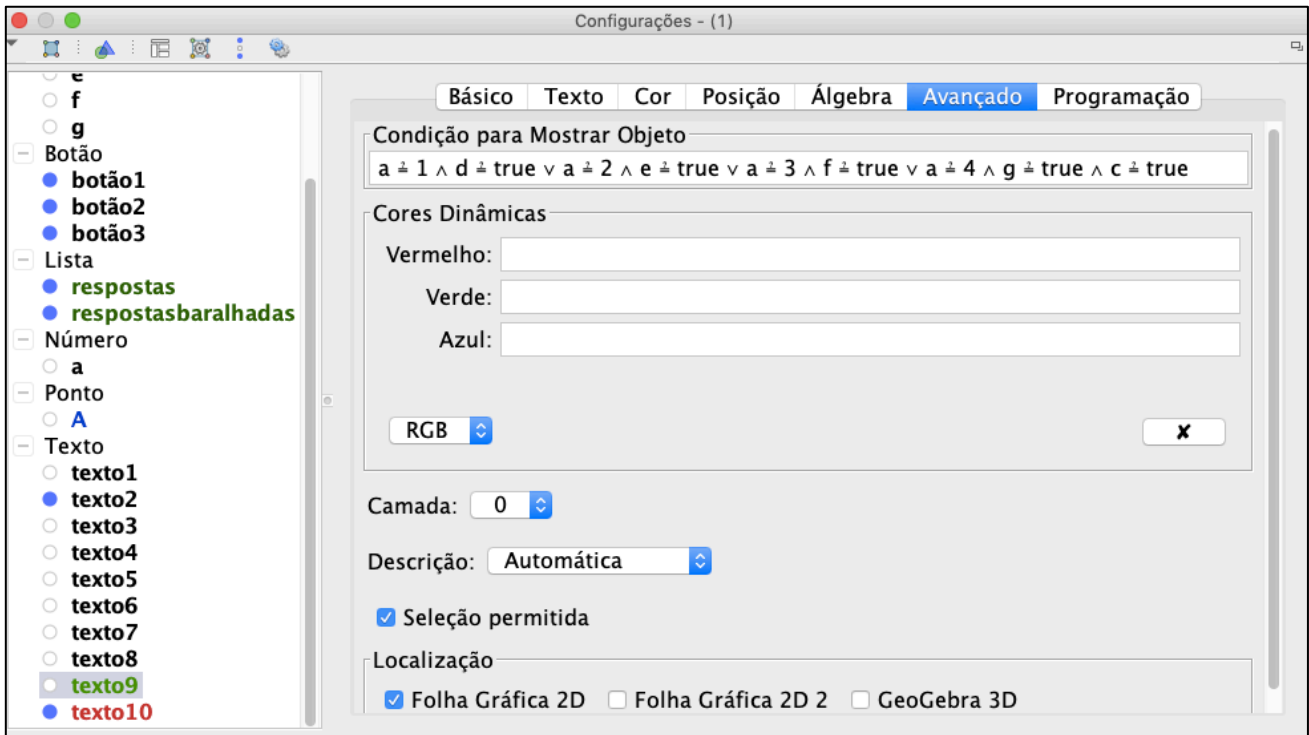 Configurações - (1)
e
f
g
Botão
botão1
botão2
botão3
Lista
respostas
respostasbaralhadas
Número
a
Ponto
A
Texto
texto1
texto2
texto3
texto4
texto5
texto6
texto7
texto8
texto9
texto10
Básico Texto Cor Posição Álgebra Avançado Programação
Condição para Mostrar Objeto
a ≟ 1 ∧ d ≟ true ∨ a ≟ 2 ∧ e ≟ true ∨ a ≟ 3 ∧ f ≟ true ∨ a ≟ 4 ∧ g ≟ true ∧ c ≟ true
Cores Dinâmicas
Vermelho:
Verde:
Azul:
RGB ✘
Camada: 0
Descrição: Automática
Seleção permitida
Localização
Folha Gráfica 2D Folha Gráfica 2D 2 GeoGebra 3D